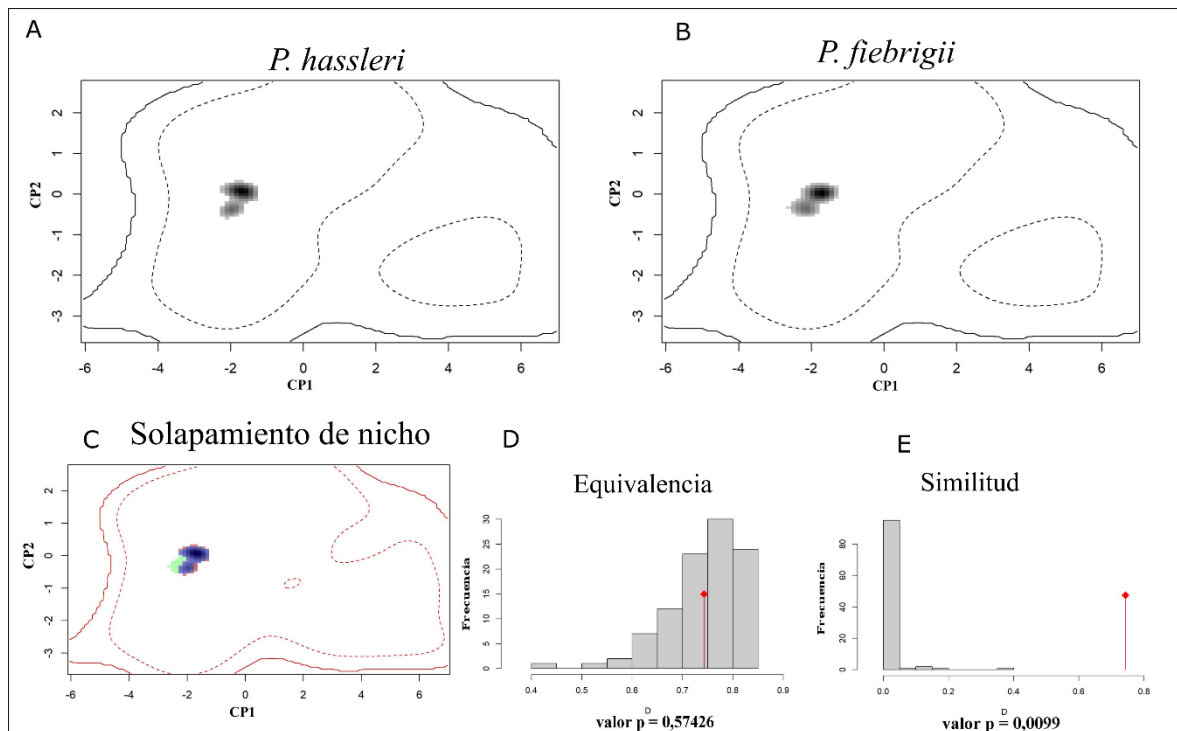 A
P. hassleri
CP2
2
1
0
-1
-2
-3
-6
-4
-2
0
2
4
6
CP1
B
P. fiebrigii
CP2
2
1
0
-1
-2
-3
-6
-4
-2
0
2
4
6
CP1
C
Solapamiento de nicho
CP2
2
1
0
-1
-2
-3
-6
-4
-2
0
2
4
6
CP1
D
Equivalencia
Frecuencia
30
25
20
15
10
5
0
0.4
0.5
0.6
0.7
0.8
0.9
D
valor p = 0,57426
E
Similitud
Frecuencia
80
60
40
20
0
0.0
0.2
0.4
0.6
0.8
D
valor p = 0,0099